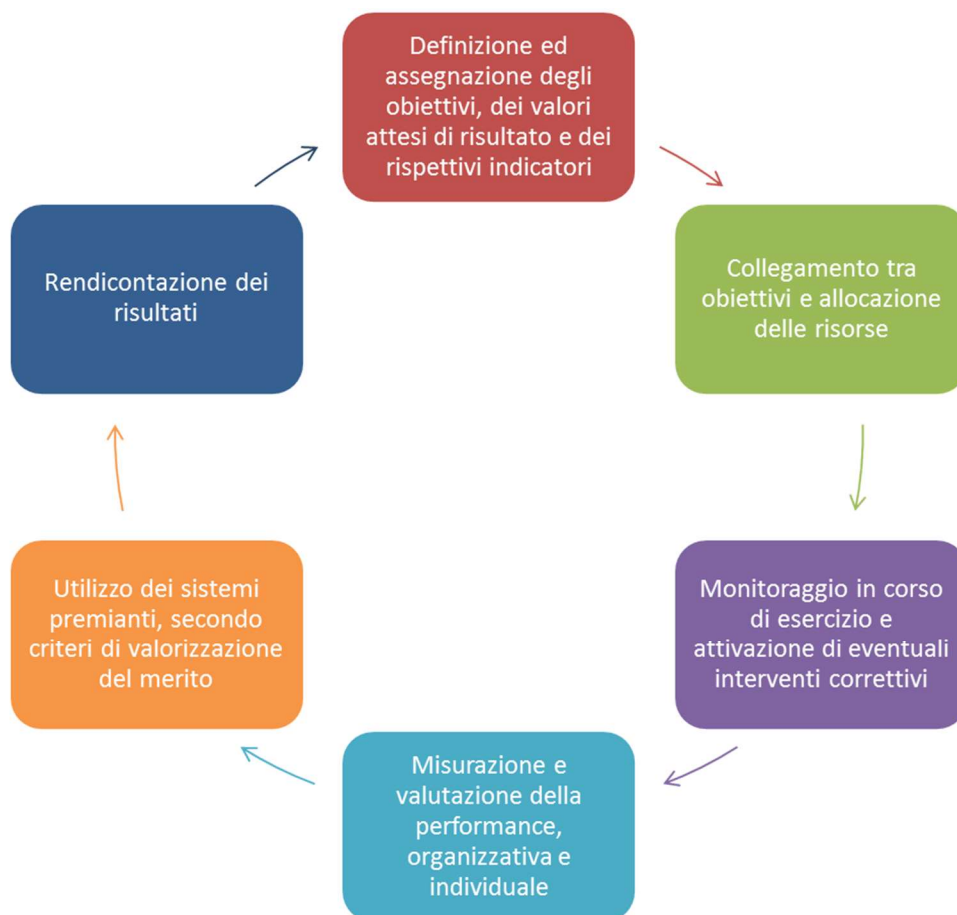 Definizione ed
assegnazione degli
obiettivi, dei valori
attesi di risultato e dei
rispettivi indicatori
Collegamento tra
obiettivi e allocazione
delle risorse
Monitoraggio in corso
di esercizio e
attivazione di eventuali
interventi correttivi
Misurazione e
valutazione della
performance,
organizzativa e
individuale
Utilizzo dei sistemi
premianti, secondo
criteri di valorizzazione
del merito
Rendicontazione dei
risultati